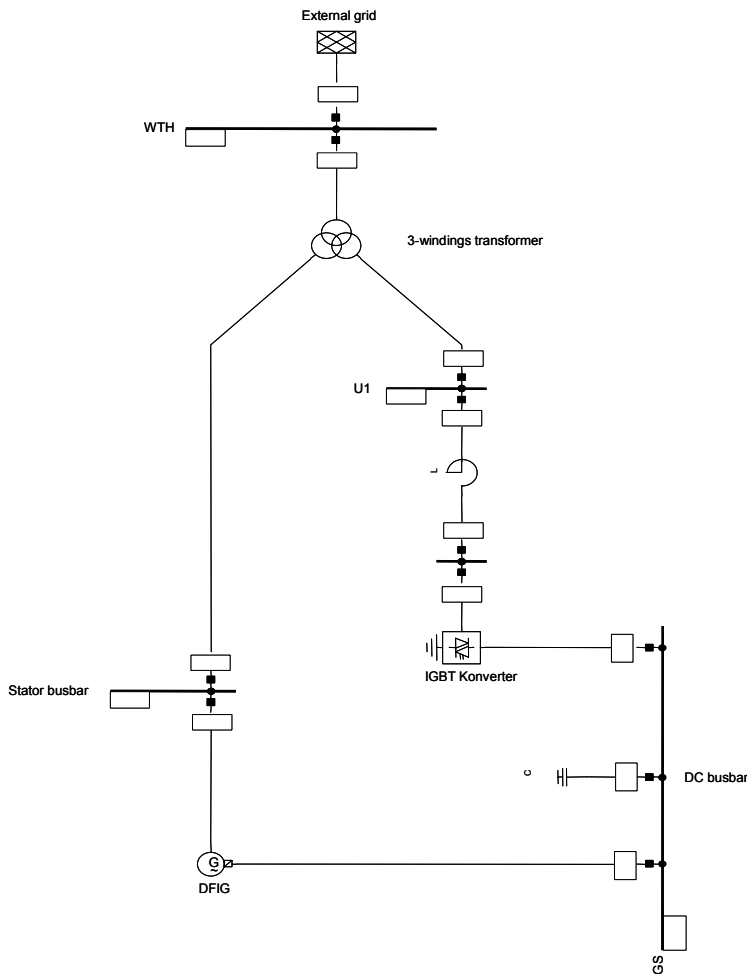 External grid
WTH
3-windings transformer
U1
L
IGBT Konverter
Stator busbar
C
DC busbar
G
~
DFIG
GS